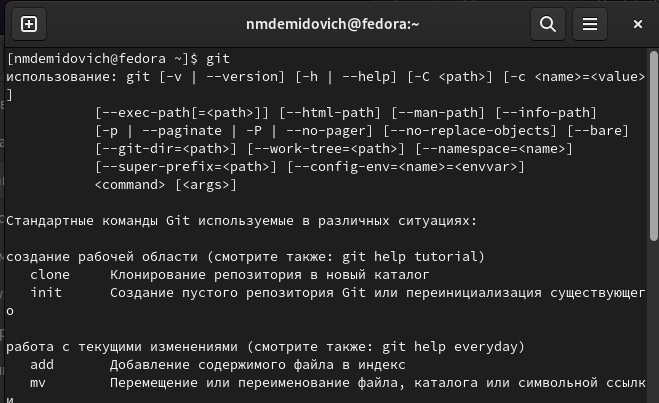 nmdemidovich@fedora:~
[nmdemidovich@fedora ~]$ git
использование: git [-v | --version] [-h | --help] [-C <path>] [-c <name>=<value>
]
           [--exec-path[=<path>]] [--html-path] [--man-path] [--info-path]
           [-p | --paginate | -P | --no-pager] [--no-replace-objects] [--bare]
           [--git-dir=<path>] [--work-tree=<path>] [--namespace=<name>]
           [--super-prefix=<path>] [--config-env=<name>=<envvar>]
           <command> [<args>]

Стандартные команды Git используемые в различных ситуациях:

создание рабочей области (смотрите также: git help tutorial)
   clone     Клонирование репозитория в новый каталог
   init      Создание пустого репозитория Git или переинициализация существующег
о

работа с текущими изменениями (смотрите также: git help everyday)
   add       Добавление содержимого файла в индекс
   mv        Перемещение или переименование файла, каталога или символьной ссылк
и